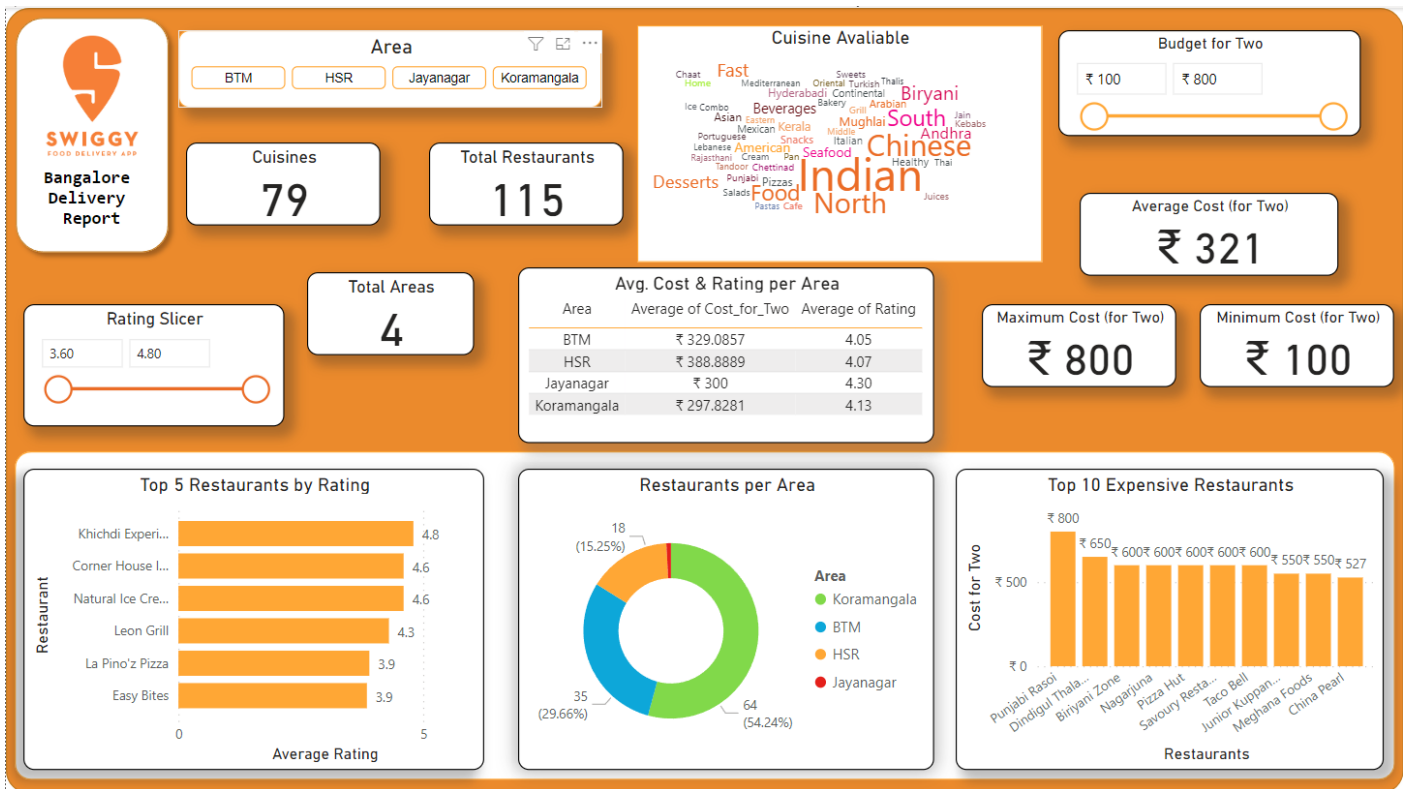 SWIGGY
FOOD DELIVERY APP
Bangalore
Delivery
Report
Area
BTM
HSR
Jayanagar
Koramangala
Cuisines
79
Total Restaurants
115
Cuisine Avaliable
Chaat Fast Sweets
Home Mediterranean Oriental Turkish Thalis
Hyderabadi Continental Biryani
Ice Combo Beverages Bakery Grill Arabian
Asian Eastern Mughlai South Jain
Kebabs
Mexican Kerala Middle Andhra
Portuguese Snacks Italian Chinese
Lebanese American Seafood
Rajasthani Cream Pan Healthy Thai
Tandoor Chettinad Indian
Desserts Punjabi Pizzas
Salads Food North Juices
Pastas Cafe
Budget for Two
₹ 100
₹ 800
Average Cost (for Two)
₹ 321
Total Areas
4
Rating Slicer
3.60
4.80
Avg. Cost & Rating per Area
Area Average of Cost_for_Two Average of Rating
BTM ₹ 329.0857 4.05
HSR ₹ 388.8889 4.07
Jayanagar ₹ 300 4.30
Koramangala ₹ 297.8281 4.13
Maximum Cost (for Two)
₹ 800
Minimum Cost (for Two)
₹ 100
Top 5 Restaurants by Rating
Restaurant
Khichdi Experi... 4.8
Corner House I... 4.6
Natural Ice Cre... 4.6
Leon Grill 4.3
La Pino'z Pizza 3.9
Easy Bites 3.9
0 5
Average Rating
Restaurants per Area
18
(15.25%)
35
(29.66%)
64
(54.24%)
Area
Koramangala
BTM
HSR
Jayanagar
Top 10 Expensive Restaurants
Cost for Two
₹ 500
₹ 0
₹ 800
₹ 650
₹ 600
₹ 600
₹ 600
₹ 600
₹ 600
₹ 550
₹ 550
₹ 527
Punjabi Rasoi
Dindigul Thala...
Biriyani Zone
Nagarjuna
Pizza Hut
Savoury Resta...
Taco Bell
Junior Kuppan...
Meghana Foods
China Pearl
Restaurants